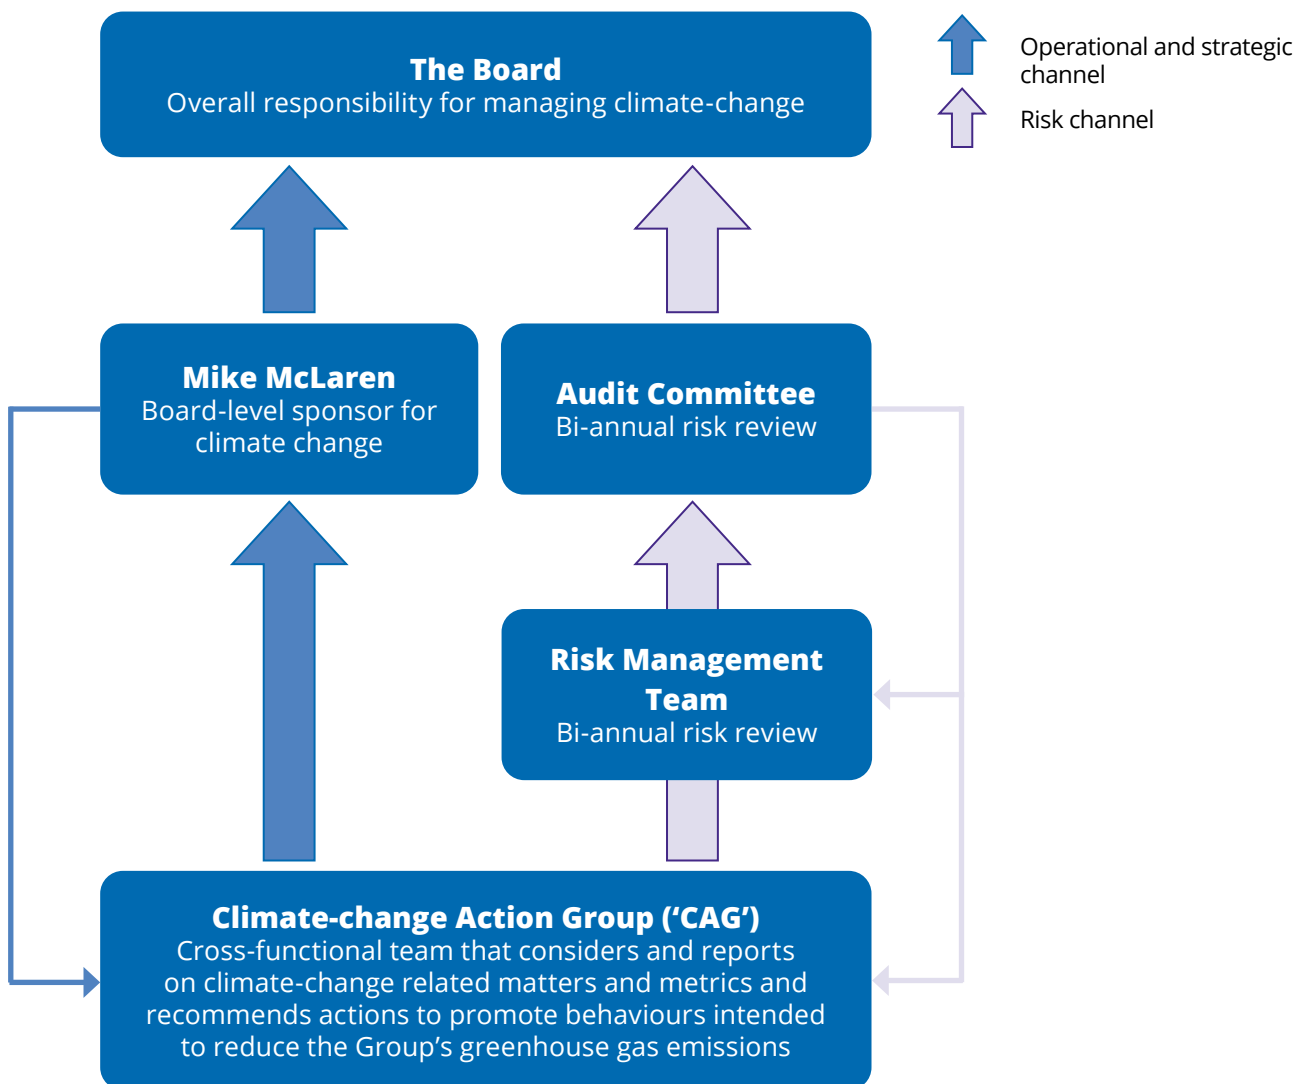 The Board
Overall responsibility for managing climate-change
Operational and strategic
channel
Risk channel
Mike McLaren
Board-level sponsor for
climate change
Audit Committee
Bi-annual risk review
Risk Management
Team
Bi-annual risk review
Climate-change Action Group (‘CAG’)
Cross-functional team that considers and reports
on climate-change related matters and metrics and
recommends actions to promote behaviours intended
to reduce the Group’s greenhouse gas emissions